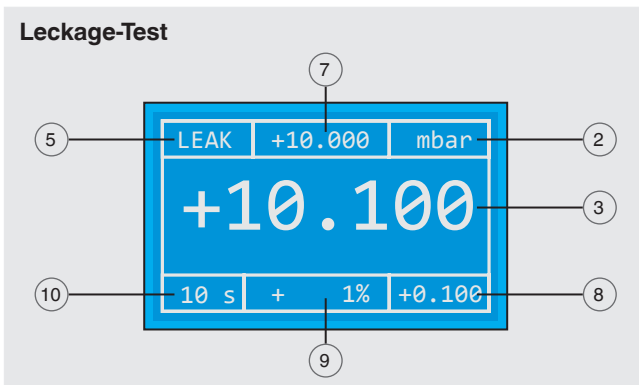 Leckage-Test
7
5 LEAK +10.000 mbar 2
+10.100 3
10 10 s + 1% +0.100 8
9